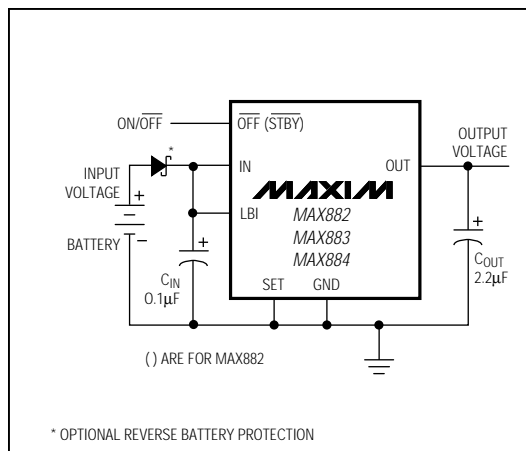 ON/OFF
OFF (STBY)
*
INPUT
VOLTAGE
+
−
BATTERY
IN
LBI
OUT
OUTPUT
VOLTAGE
MAXIM
MAX882
MAX883
MAX884
+
CIN
0.1µF
SET
GND
+
COUT
2.2µF
( ) ARE FOR MAX882
* OPTIONAL REVERSE BATTERY PROTECTION